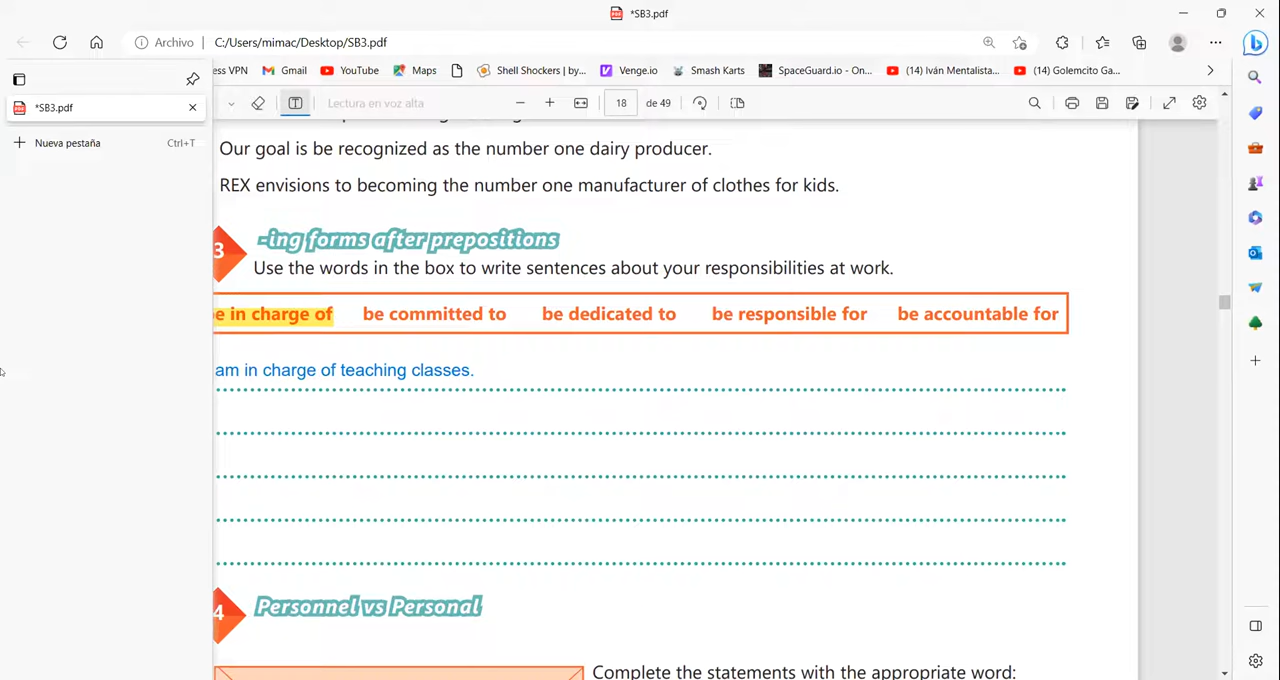 *SB3.pdf
Archivo C:/Users/mimac/Desktop/SB3.pdf
ess VPN Gmail YouTube Maps Shell Shockers | by... Venge.io Smash Karts SpaceGuard.io - On... (14) Iván Mentalista... (14) Golemcito Ga...
*SB3.pdf
Nueva pestaña Ctrl+T
Lectura en voz alta 18 de 49
Our goal is be recognized as the number one dairy producer.
REX envisions to becoming the number one manufacturer of clothes for kids.
3 -ing forms after prepositions
Use the words in the box to write sentences about your responsibilities at work.
e in charge of be committed to be dedicated to be responsible for be accountable for
am in charge of teaching classes.
4 Personnel vs Personal
Complete the statements with the appropriate word: